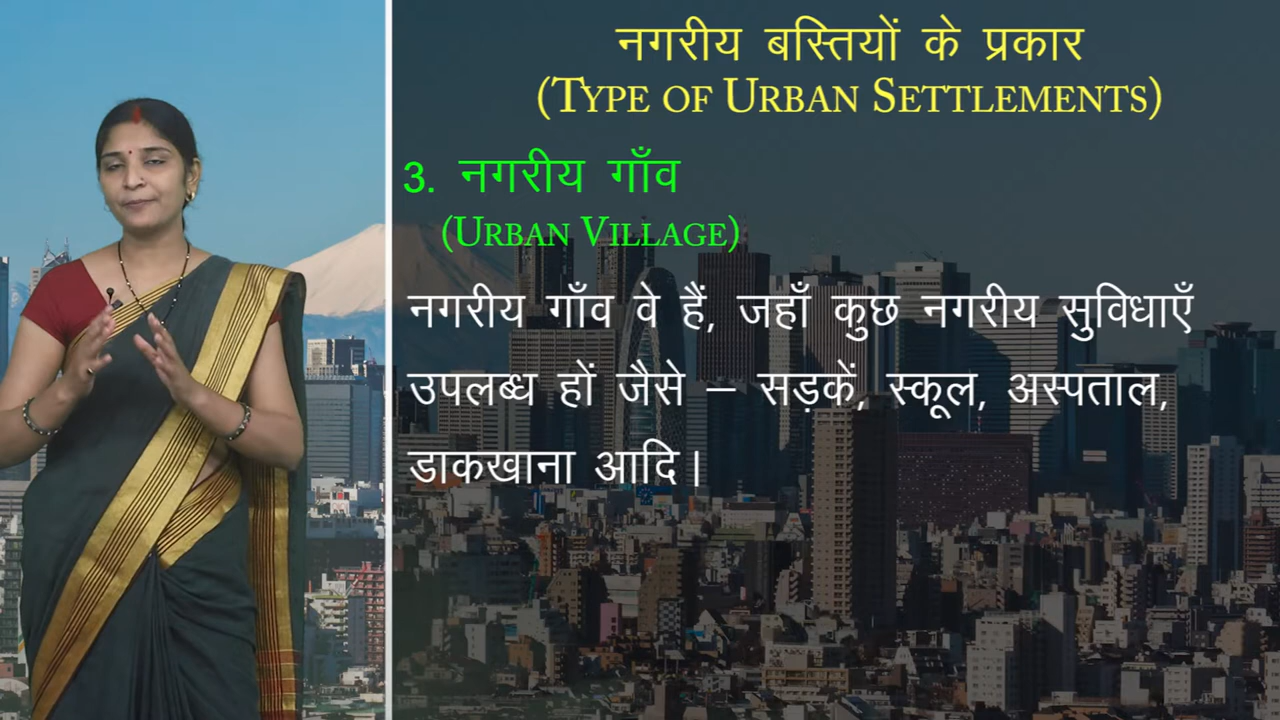 नगरीय बस्तियों के प्रकार
(TYPE OF URBAN SETTLEMENTS)
3. नगरीय गाँव
(URBAN VILLAGE)
नगरीय गाँव वे हैं, जहाँ कुछ नगरीय सुविधाएँ
उपलब्ध हों जैसे – सड़कें, स्कूल, अस्पताल,
डाकखाना आदि।